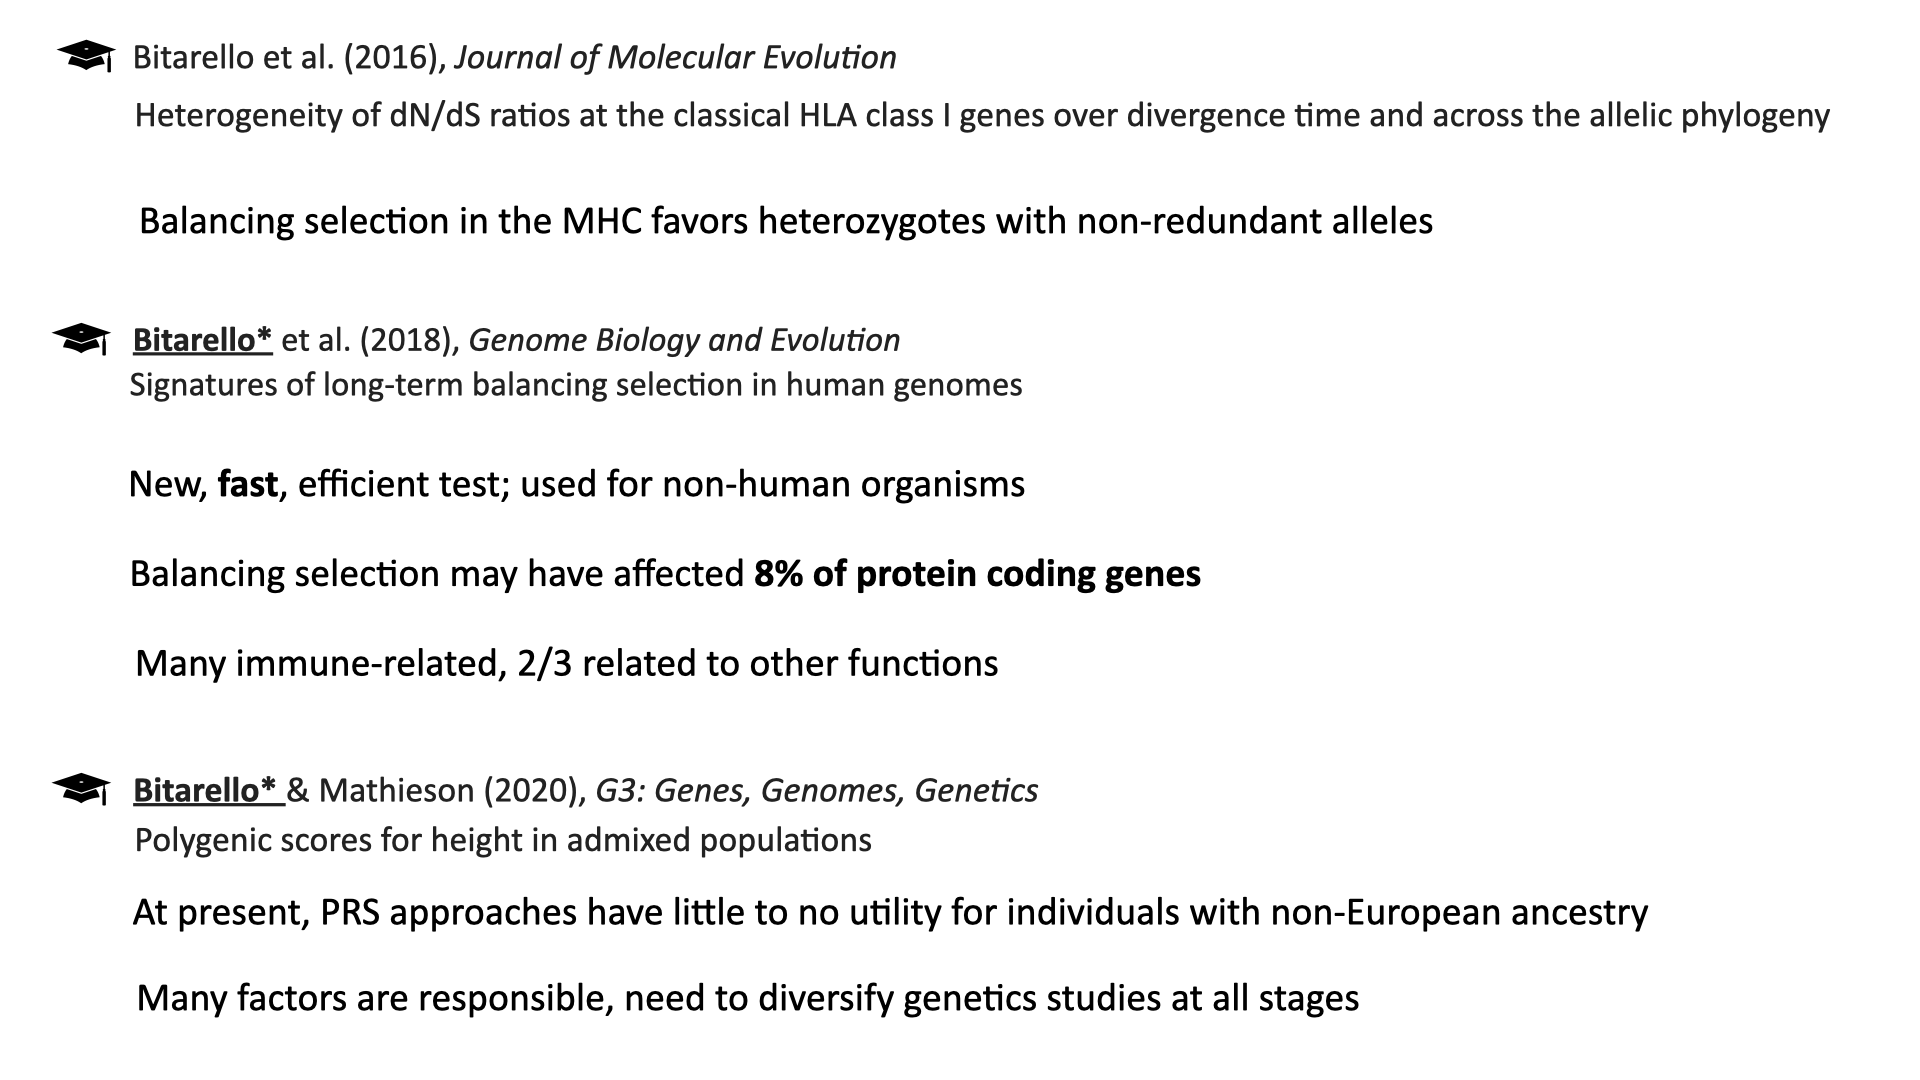 Bitarello et al. (2016), Journal of Molecular Evolution
Heterogeneity of dN/dS ratios at the classical HLA class I genes over divergence time and across the allelic phylogeny
Balancing selection in the MHC favors heterozygotes with non-redundant alleles
Bitarello* et al. (2018), Genome Biology and Evolution
Signatures of long-term balancing selection in human genomes
New, fast, efficient test; used for non-human organisms
Balancing selection may have affected 8% of protein coding genes
Many immune-related, 2/3 related to other functions
Bitarello* & Mathieson (2020), G3: Genes, Genomes, Genetics
Polygenic scores for height in admixed populations
At present, PRS approaches have little to no utility for individuals with non-European ancestry
Many factors are responsible, need to diversify genetics studies at all stages